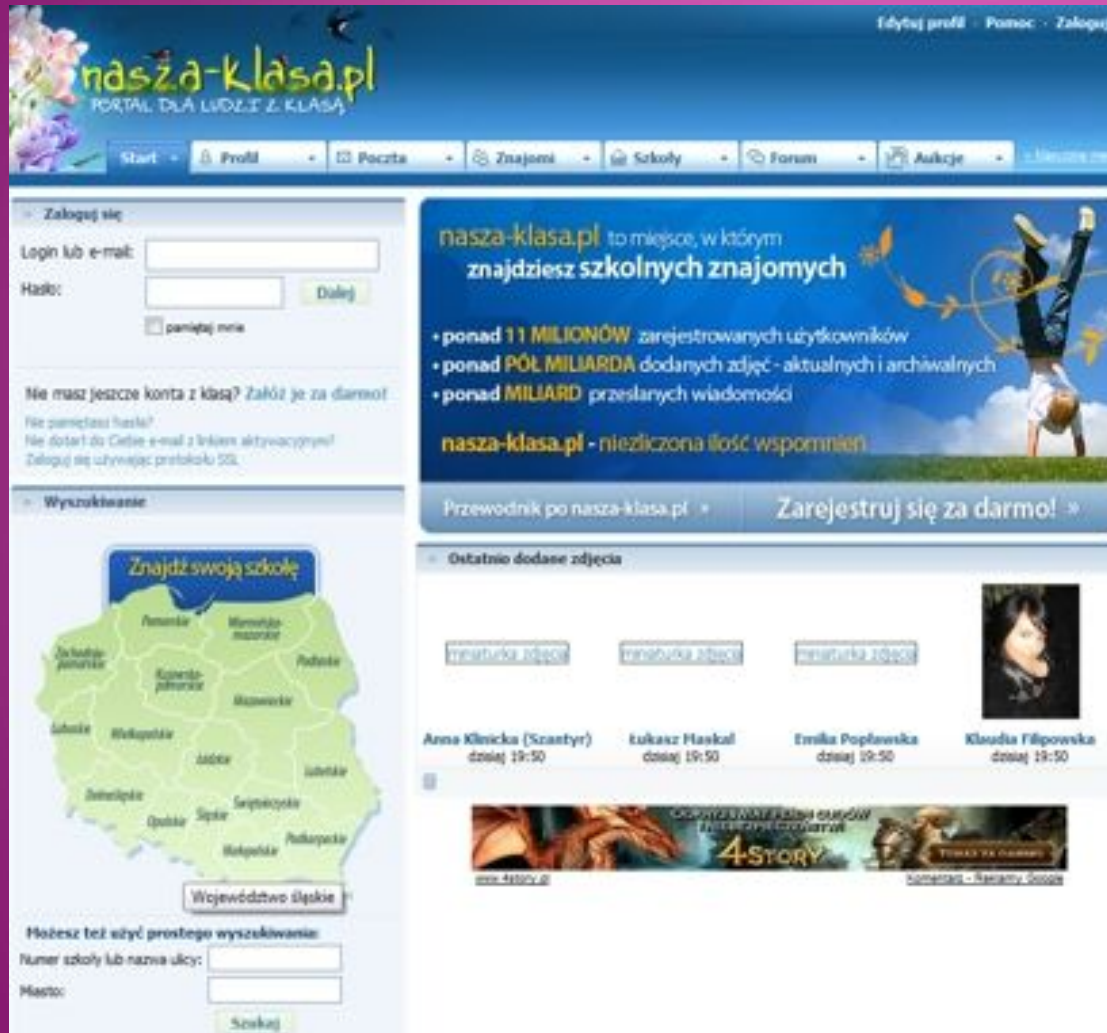 Edytuj profil · Pomoc · Zaloguj
nasza-klasa.pl
PORTAL DLA LUDZI Z KLASĄ
Start
Profil
Poczta
Znajomi
Szkoły
Forum
Aukcje
Zaloguj się
Login lub e-mail:
Hasło:
Dalej
pamiętaj mnie
Nie masz jeszcze konta z klasą? Załóż je za darmo!
Nie pamiętasz hasła?
Nie dotarł do Ciebie e-mail z linkiem aktywacyjnym?
Zaloguj się używając protokołu SSL
nasza-klasa.pl to miejsce, w którym
znajdziesz szkolnych znajomych
• ponad 11 MILIONÓW zarejestrowanych użytkowników
• ponad PÓŁ MILIARDA dodanych zdjęć - aktualnych i archiwalnych
• ponad MILIARD przesłanych wiadomości
nasza-klasa.pl - niezliczona ilość wspomnień
Przewodnik po nasza-klasa.pl »
Zarejestruj się za darmo! »
Wyszukiwanie
Znajdź swoją szkołę
Pomorskie
Warmińsko-
mazurskie
Zachodnio-
pomorskie
Kujawsko-
pomorskie
Podlaskie
Mazowieckie
Lubuskie
Wielkopolskie
Łódzkie
Lubelskie
Dolnośląskie
Opolskie
Śląskie
Świętokrzyskie
Małopolskie
Podkarpackie
Województwo śląskie
Możesz też użyć prostego wyszukiwania:
Numer szkoły lub nazwa ulicy:
Miasto:
Szukaj
Ostatnio dodane zdjęcia
miniaturka zdjęcia
miniaturka zdjęcia
miniaturka zdjęcia
Anna Klinicka (Szantyr)
dzisiaj 19:50
Łukasz Maskal
dzisiaj 19:50
Emilia Popławska
dzisiaj 19:50
Klaudia Filipowska
dzisiaj 19:50
4STORY
www.4story.pl
Komentarz - Reklamy Google